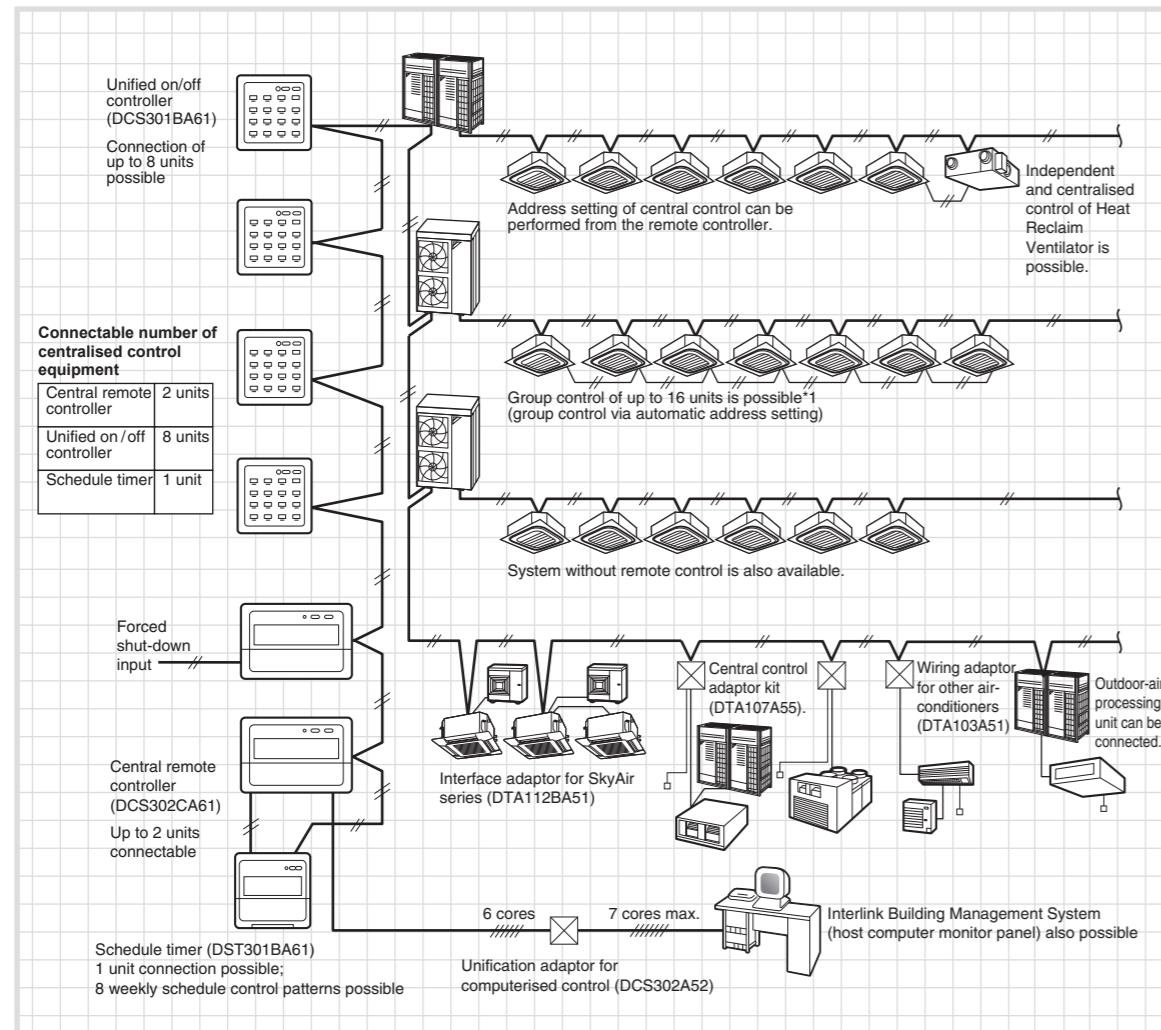 Unified on/off
controller
(DCS301BA61)
Connection of
up to 8 units
possible
Independent
and centralised
control of Heat
Reclaim
Ventilator is
possible.
Address setting of central control can be
performed from the remote controller.
Connectable number of
centralised control
equipment
Central remote controller 2 units
Unified on/off controller 8 units
Schedule timer 1 unit
Group control of up to 16 units is possible*1
(group control via automatic address setting)
System without remote control is also available.
Forced
shut-down
input
Central control
adaptor kit
(DTA107A55).
Wiring adaptor
for other air-
conditioners
(DTA103A51)
Outdoor-air
processing
unit can be
connected.
Interface adaptor for SkyAir
series (DTA112BA51)
Central remote
controller
(DCS302CA61)
Up to 2 units
connectable
6 cores
7 cores max.
Interlink Building Management System
(host computer monitor panel) also possible
Schedule timer (DST301BA61)
1 unit connection possible;
8 weekly schedule control patterns possible
Unification adaptor for
computerised control (DCS302A52)